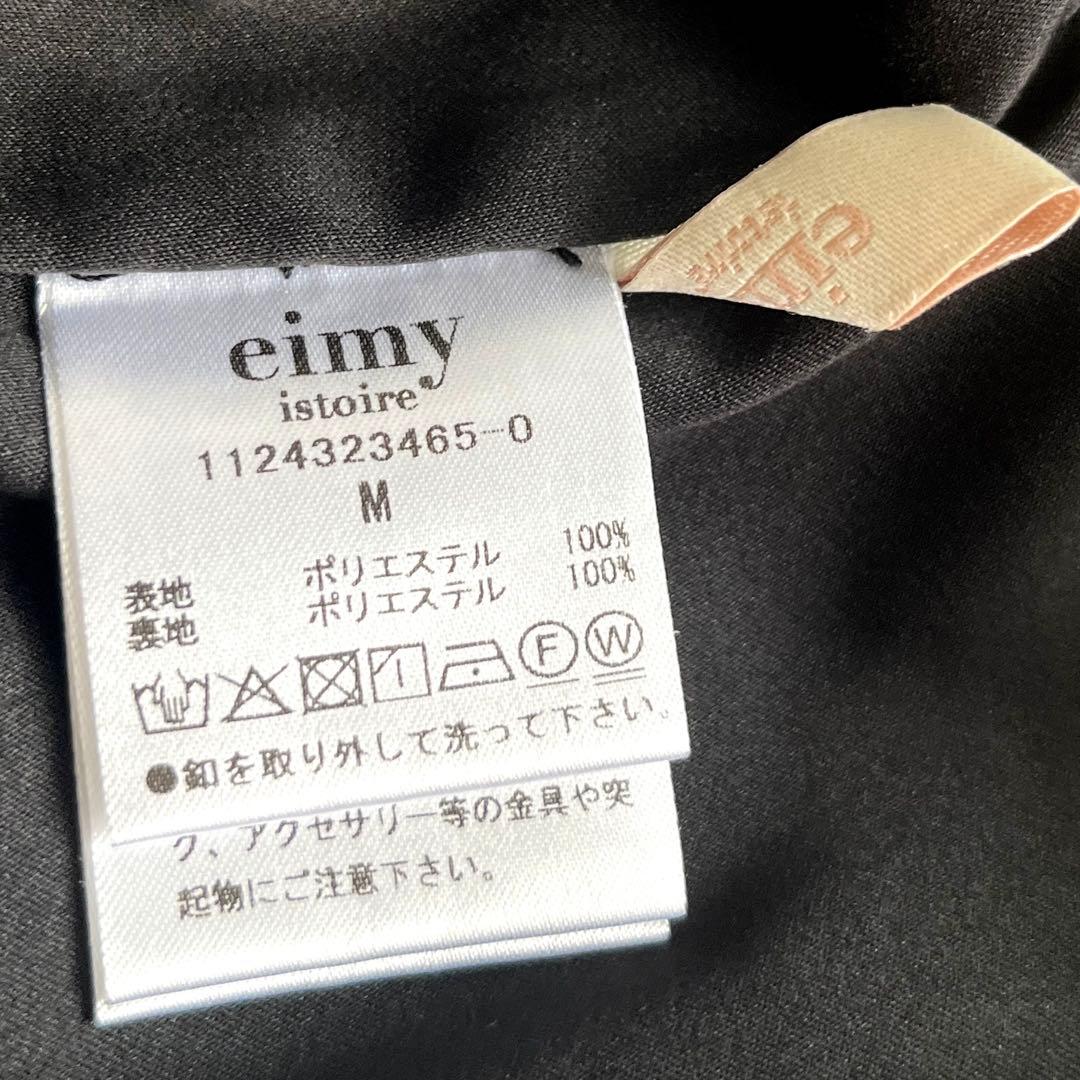 eimy
istoire
1124323465-0
M
表地 ポリエステル 100%
裏地 ポリエステル 100%
F W
●釦を取り外して洗って下さい。
ク、アクセサリー等の金具や突
起物にご注意下さい。